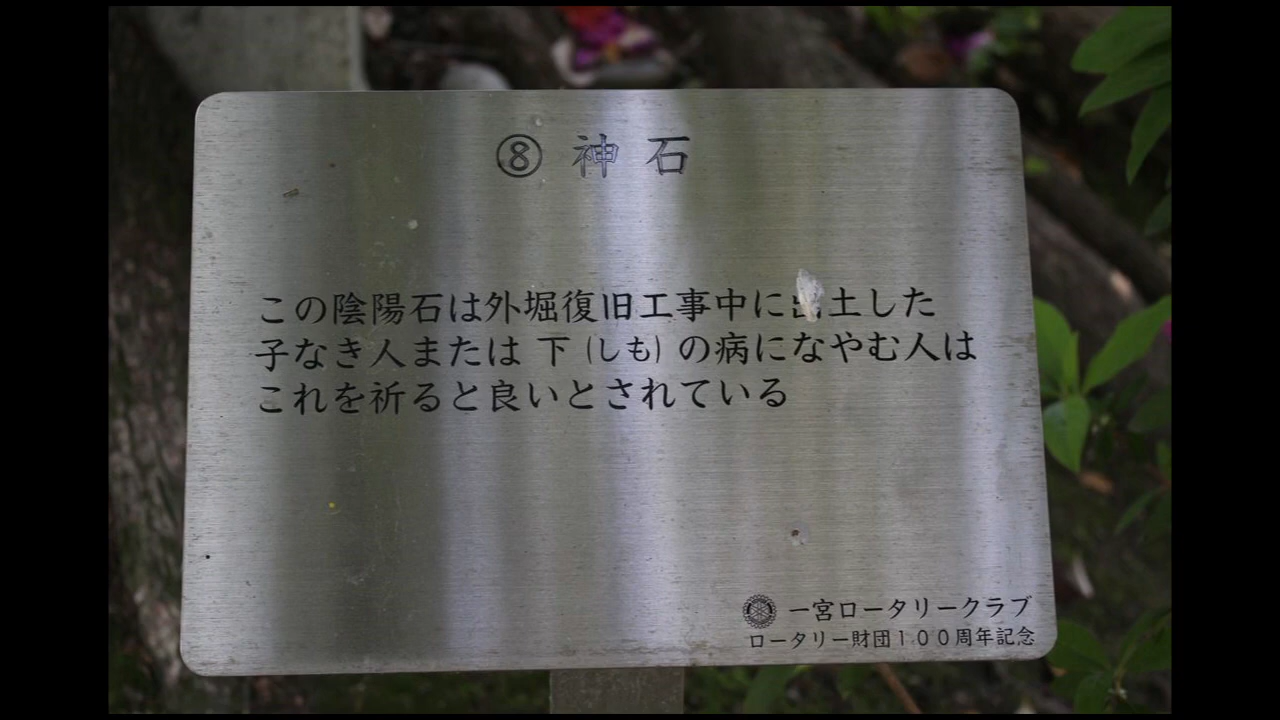 ⑧ 神石
この陰陽石は外堀復旧工事中に出土した
子なき人または 下 (しも) の病になやむ人は
これを祈ると良いとされている
一宮ロータリークラブ
ロータリー財団100周年記念